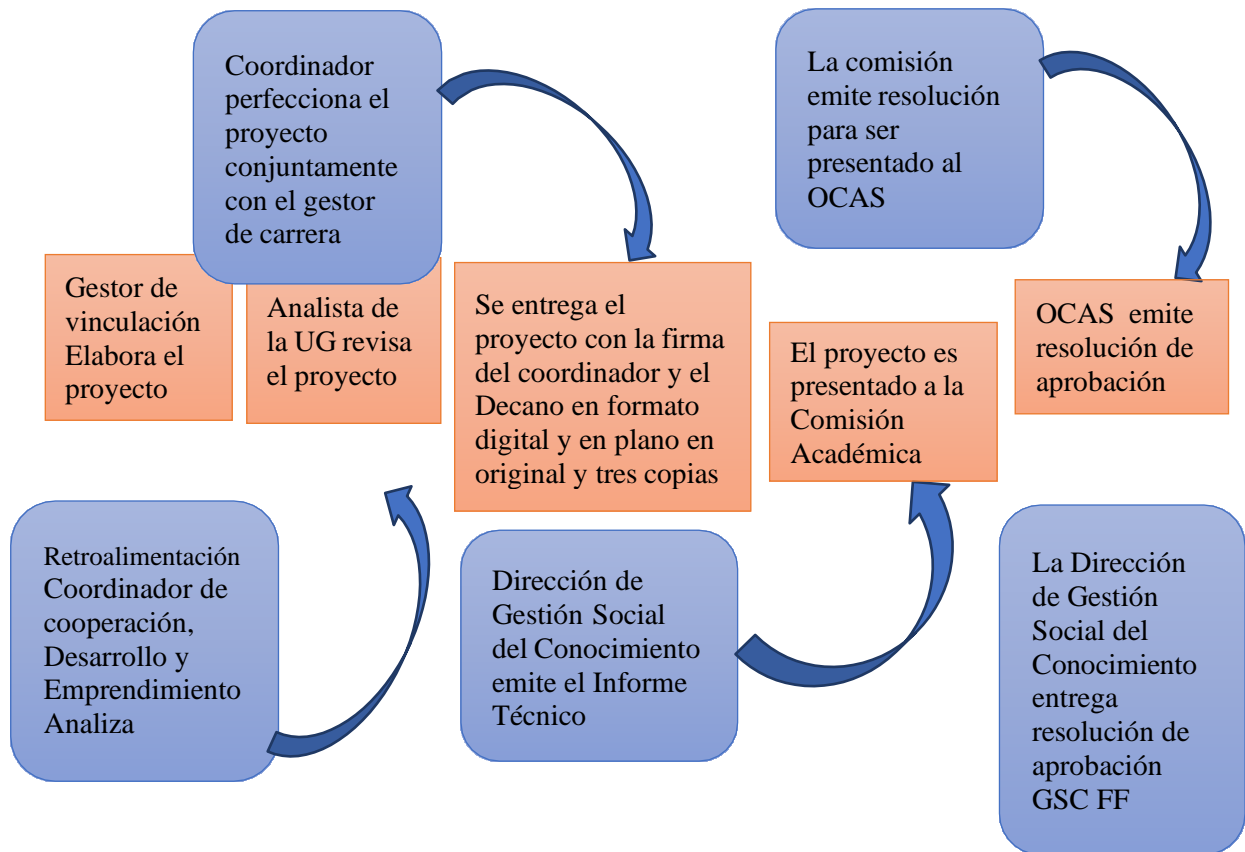 Coordinador
perfecciona el
proyecto
conjuntamente
con el gestor
de carrera
La comisión
emite resolución
para ser
presentado al
OCAS
Gestor de
vinculación
Elabora el
proyecto
Analista de
la UG revisa
el proyecto
Se entrega el
proyecto con la firma
del coordinador y el
Decano en formato
digital y en plano en
original y tres copias
El proyecto es
presentado a la
Comisión
Académica
OCAS emite
resolución de
aprobación
Retroalimentación
Coordinador de
cooperación,
Desarrollo y
Emprendimiento
Analiza
Dirección de
Gestión Social
del Conocimiento
emite el Informe
Técnico
La Dirección
de Gestión
Social del
Conocimiento
entrega
resolución de
aprobación
GSC FF